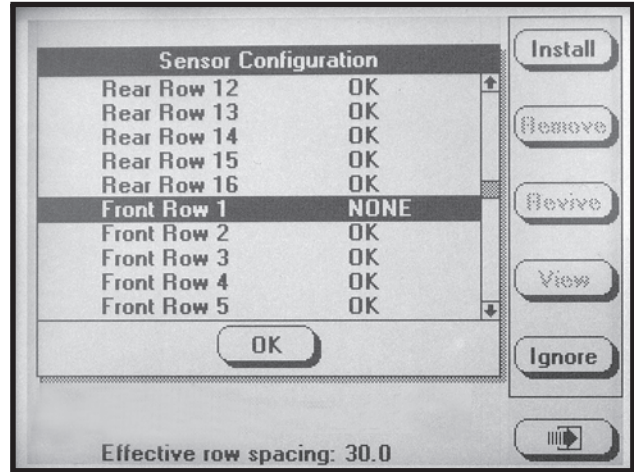 Sensor Configuration
Rear Row 12 OK
Rear Row 13 OK
Rear Row 14 OK
Rear Row 15 OK
Rear Row 16 OK
Front Row 1 NONE
Front Row 2 OK
Front Row 3 OK
Front Row 4 OK
Front Row 5 OK
OK
Effective row spacing: 30.0
Install
Remove
Revive
View
Ignore